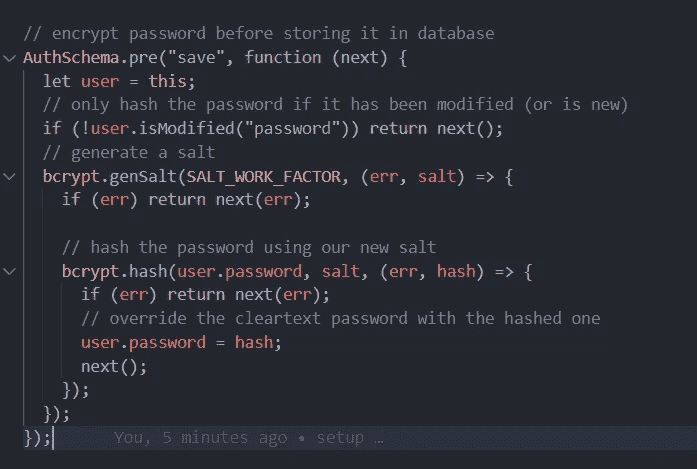 // encrypt password before storing it in database
AuthSchema.pre("save", function (next) {
  let user = this;
  // only hash the password if it has been modified (or is new)
  if (!user.isModified("password")) return next();
  // generate a salt
  bcrypt.genSalt(SALT_WORK_FACTOR, (err, salt) => {
    if (err) return next(err);

    // hash the password using our new salt
    bcrypt.hash(user.password, salt, (err, hash) => {
      if (err) return next(err);
      // override the cleartext password with the hashed one
      user.password = hash;
      next();
    });
  });
});      You, 5 minutes ago • setup …